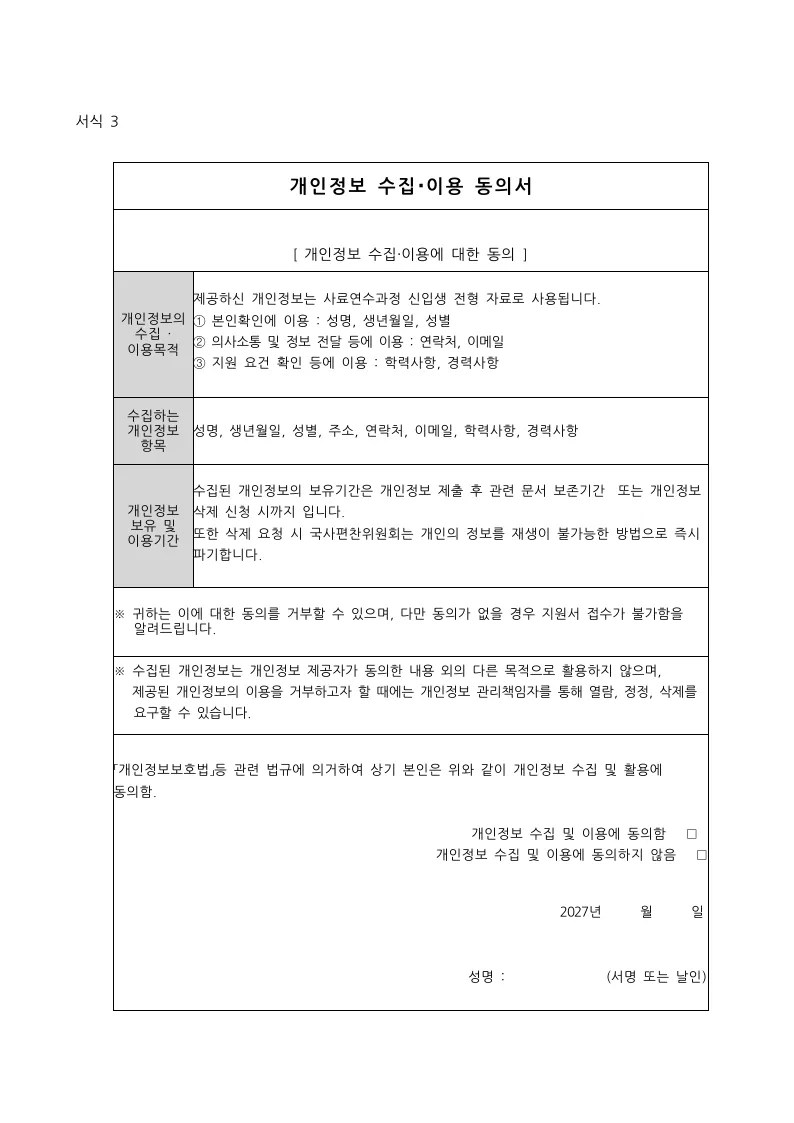 서식 3
개인정보 수집·이용 동의서
[ 개인정보 수집·이용에 대한 동의 ]
개인정보의
수집 ·
이용목적
제공하신 개인정보는 사료연수과정 신입생 전형 자료로 사용됩니다.
① 본인확인에 이용 : 성명, 생년월일, 성별
② 의사소통 및 정보 전달 등에 이용 : 연락처, 이메일
③ 지원 요건 확인 등에 이용 : 학력사항, 경력사항
수집하는
개인정보
항목
성명, 생년월일, 성별, 주소, 연락처, 이메일, 학력사항, 경력사항
개인정보
보유 및
이용기간
수집된 개인정보의 보유기간은 개인정보 제출 후 관련 문서 보존기간 또는 개인정보
삭제 신청 시까지 입니다.
또한 삭제 요청 시 국사편찬위원회는 개인의 정보를 재생이 불가능한 방법으로 즉시
파기합니다.
※ 귀하는 이에 대한 동의를 거부할 수 있으며, 다만 동의가 없을 경우 지원서 접수가 불가함을
알려드립니다.
※ 수집된 개인정보는 개인정보 제공자가 동의한 내용 외의 다른 목적으로 활용하지 않으며,
제공된 개인정보의 이용을 거부하고자 할 때에는 개인정보 관리책임자를 통해 열람, 정정, 삭제를
요구할 수 있습니다.
「개인정보보호법」등 관련 법규에 의거하여 상기 본인은 위와 같이 개인정보 수집 및 활용에
동의함.
개인정보 수집 및 이용에 동의함 □
개인정보 수집 및 이용에 동의하지 않음 □
2027년 월 일
성명 : (서명 또는 날인)